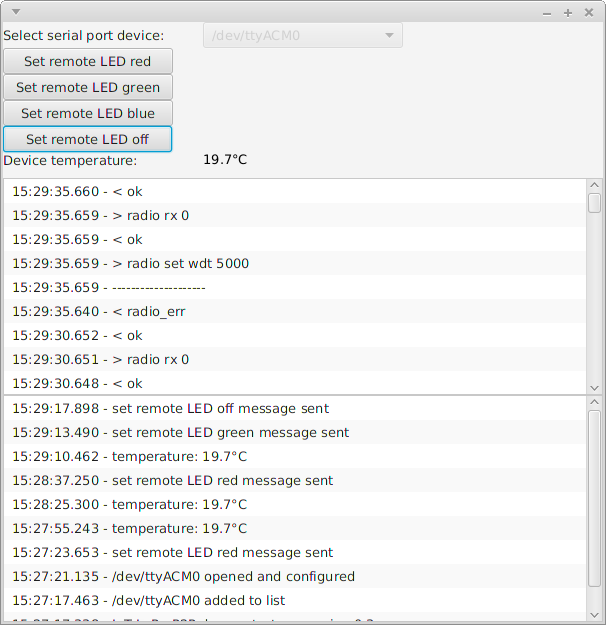 Select serial port device:
/dev/ttyACM0
Set remote LED red
Set remote LED green
Set remote LED blue
Set remote LED off
Device temperature:
19.7°C
15:29:35.660 - < ok
15:29:35.659 - > radio rx 0
15:29:35.659 - < ok
15:29:35.659 - > radio set wdt 5000
15:29:35.659 - --------------------
15:29:35.640 - < radio_err
15:29:30.652 - < ok
15:29:30.651 - > radio rx 0
15:29:30.648 - < ok
15:29:17.898 - set remote LED off message sent
15:29:13.490 - set remote LED green message sent
15:29:10.462 - temperature: 19.7°C
15:28:37.250 - set remote LED red message sent
15:28:25.300 - temperature: 19.7°C
15:27:55.243 - temperature: 19.7°C
15:27:23.653 - set remote LED red message sent
15:27:21.135 - /dev/ttyACM0 opened and configured
15:27:17.463 - /dev/ttyACM0 added to list